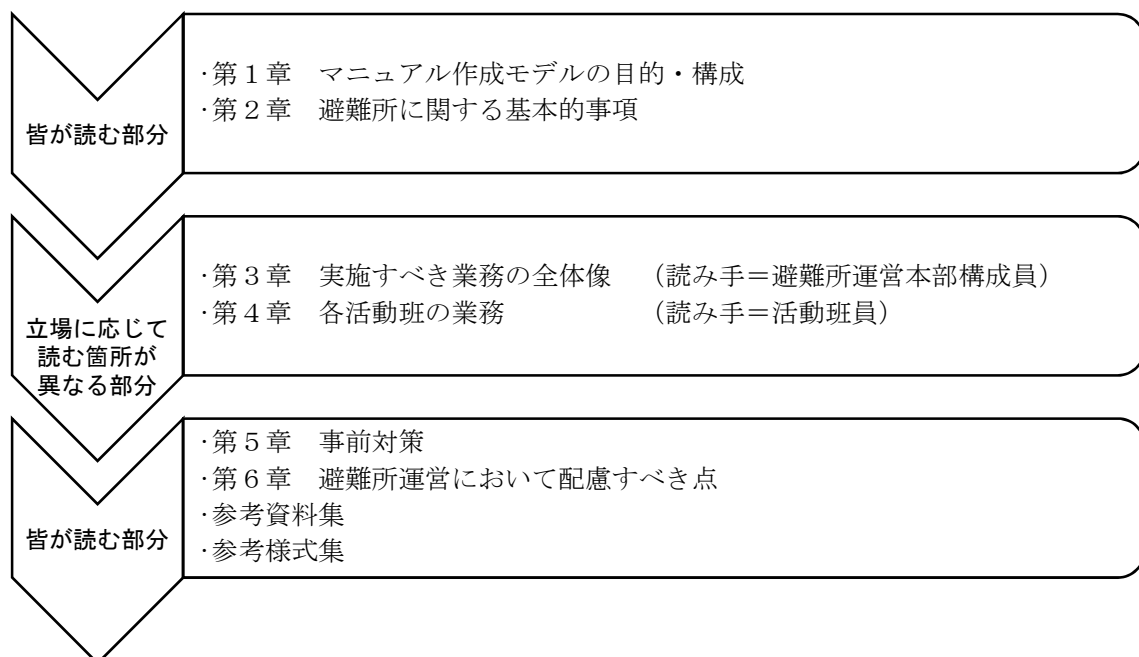 皆が読む部分
・第１章　マニュアル作成モデルの目的・構成
・第２章　避難所に関する基本的事項
立場に応じて
読む箇所が
異なる部分
・第３章　実施すべき業務の全体像　（読み手＝避難所運営本部構成員）
・第４章　各活動班の業務　（読み手＝活動班員）
皆が読む部分
・第５章　事前対策
・第６章　避難所運営において配慮すべき点
・参考資料集
・参考様式集